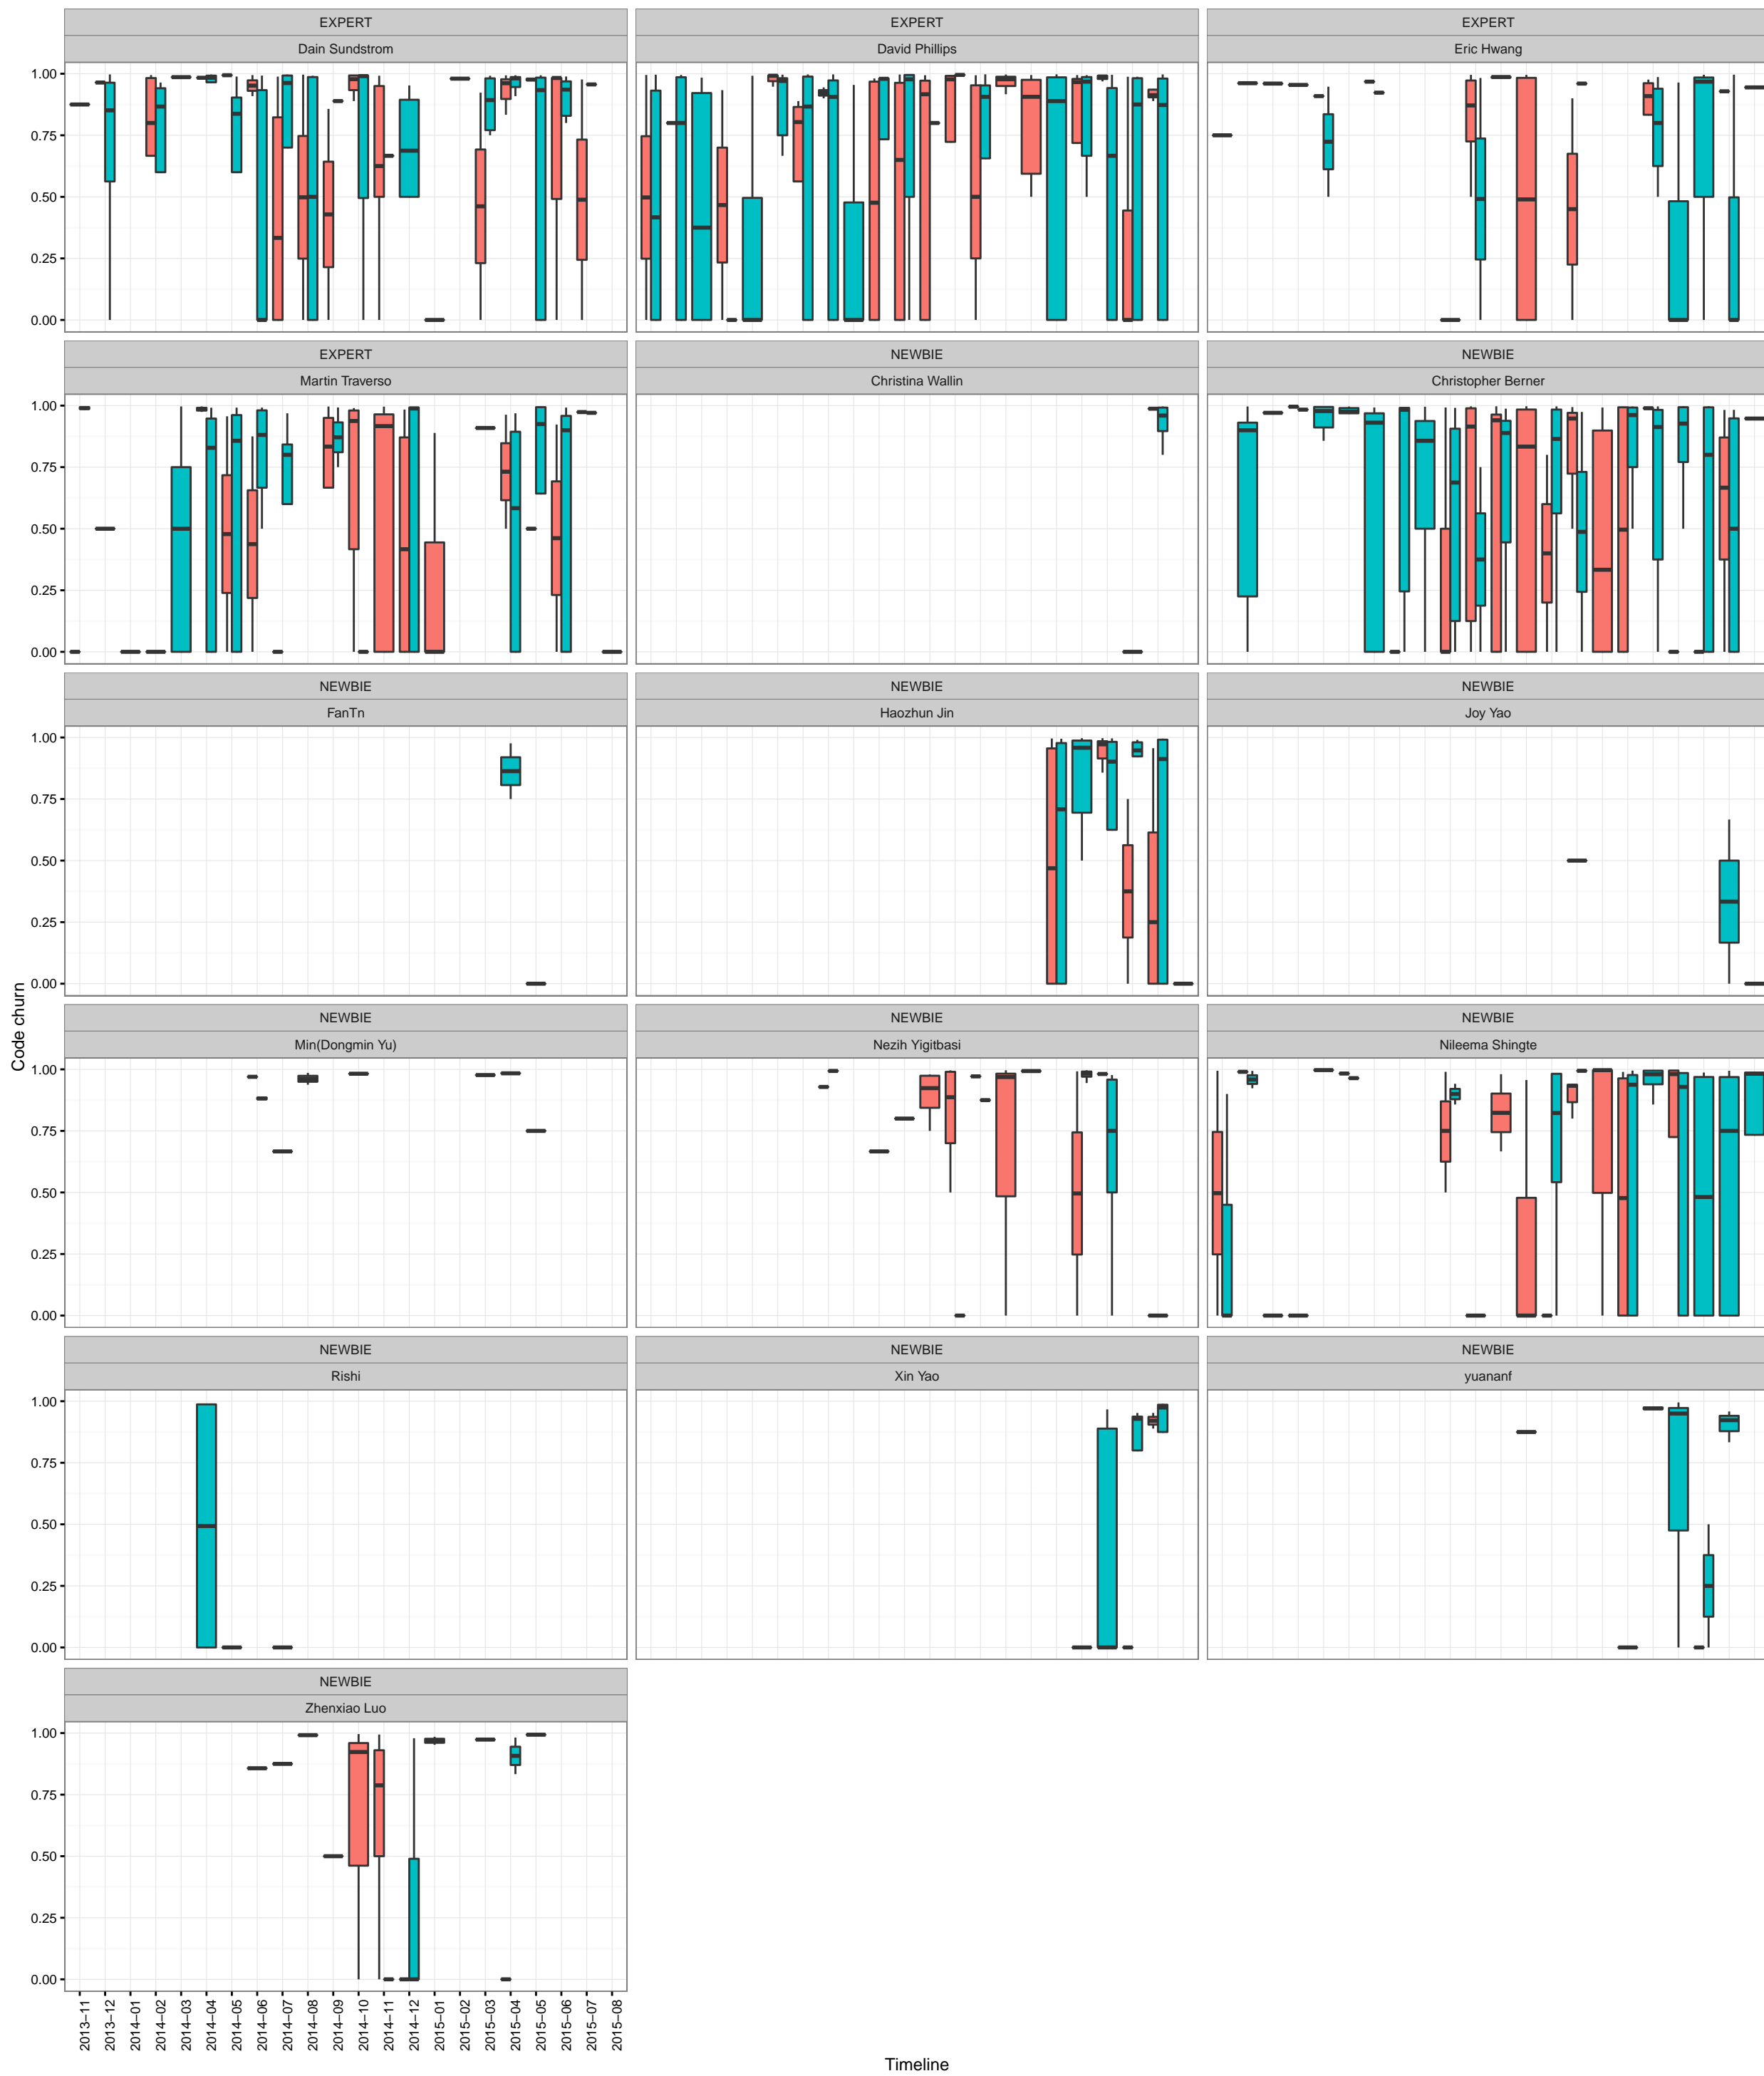 EXPERT EXPERT EXPERT
Dain Sundstrom David Phillips Eric Hwang
1.00
0.75
0.50
0.25
0.00
EXPERT NEWBIE NEWBIE
Martin Traverso Christina Wallin Christopher Berner
1.00
0.75
0.50
0.25
0.00
NEWBIE NEWBIE NEWBIE
FanTn Haozhun Jin Joy Yao
1.00
0.75
0.50
0.25
0.00
Code churn
NEWBIE NEWBIE NEWBIE
Min(Dongmin Yu) Nezih Yigitbasi Nileema Shingte
1.00
0.75
0.50
0.25
0.00
NEWBIE NEWBIE NEWBIE
Rishi Xin Yao yuananf
1.00
0.75
0.50
0.25
0.00
NEWBIE
Zhenxiao Luo
1.00
0.75
0.50
0.25
0.00
2013−11 2013−12 2014−01 2014−02 2014−03 2014−04 2014−05 2014−06 2014−07 2014−08 2014−09 2014−10 2014−11 2014−12 2015−01 2015−02 2015−03 2015−04 2015−05 2015−06 2015−07 2015−08
Timeline